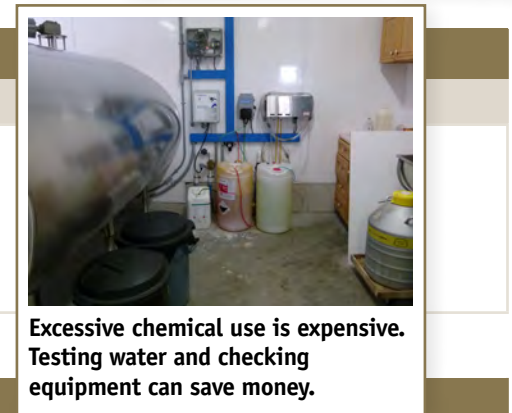 Excessive chemical use is expensive.
Testing water and checking
equipment can save money.